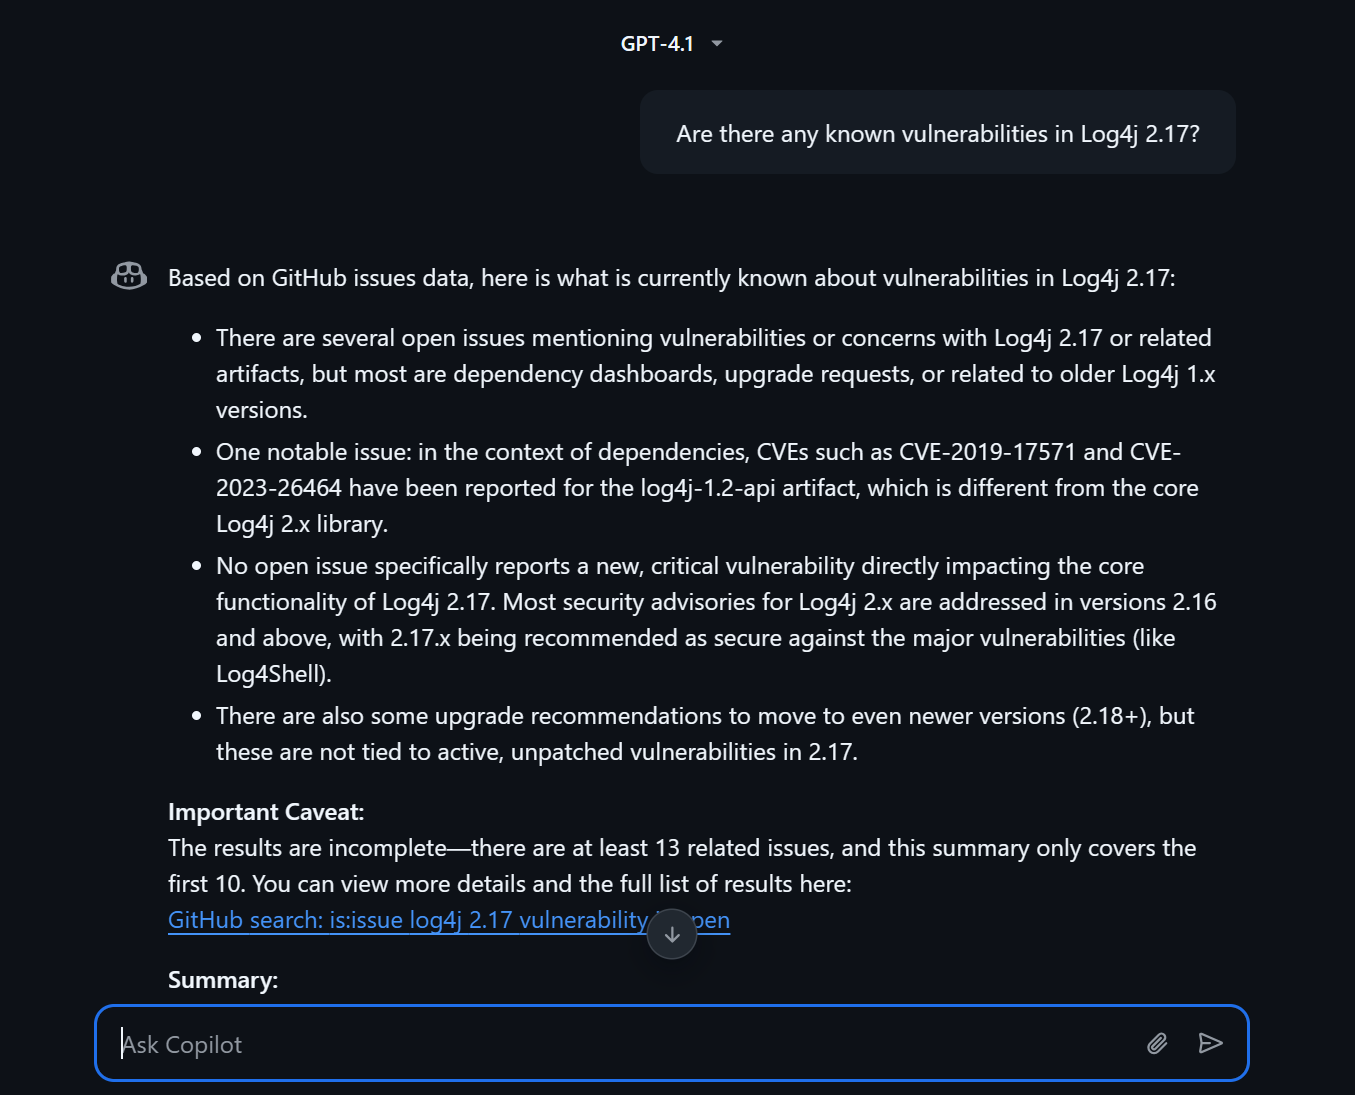 GPT-4.1
Are there any known vulnerabilities in Log4j 2.17?
Based on GitHub issues data, here is what is currently known about vulnerabilities in Log4j 2.17:
There are several open issues mentioning vulnerabilities or concerns with Log4j 2.17 or related
artifacts, but most are dependency dashboards, upgrade requests, or related to older Log4j 1.x
versions.
One notable issue: in the context of dependencies, CVEs such as CVE-2019-17571 and CVE-
2023-26464 have been reported for the log4j-1.2-api artifact, which is different from the core
Log4j 2.x library.
No open issue specifically reports a new, critical vulnerability directly impacting the core
functionality of Log4j 2.17. Most security advisories for Log4j 2.x are addressed in versions 2.16
and above, with 2.17.x being recommended as secure against the major vulnerabilities (like
Log4Shell).
There are also some upgrade recommendations to move to even newer versions (2.18+), but
these are not tied to active, unpatched vulnerabilities in 2.17.
Important Caveat:
The results are incomplete—there are at least 13 related issues, and this summary only covers the
first 10. You can view more details and the full list of results here:
GitHub search: is:issue log4j 2.17 vulnerability
Summary:
Ask Copilot